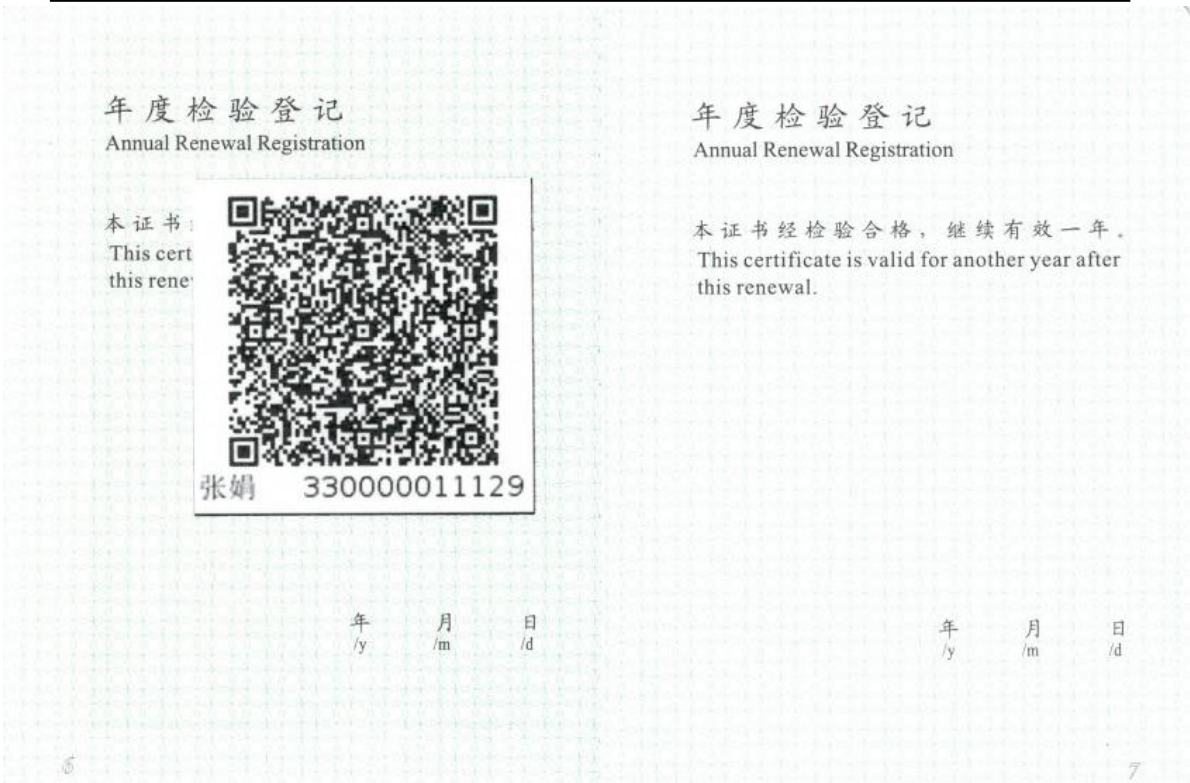 年度检验登记
Annual Renewal Registration
本证书
This cert
this rene
张娟 330000011129
年 月 日
/y /m /d
6
年度检验登记
Annual Renewal Registration
本证书经检验合格，继续有效一年。
This certificate is valid for another year after
this renewal.
年 月 日
/y /m /d
7